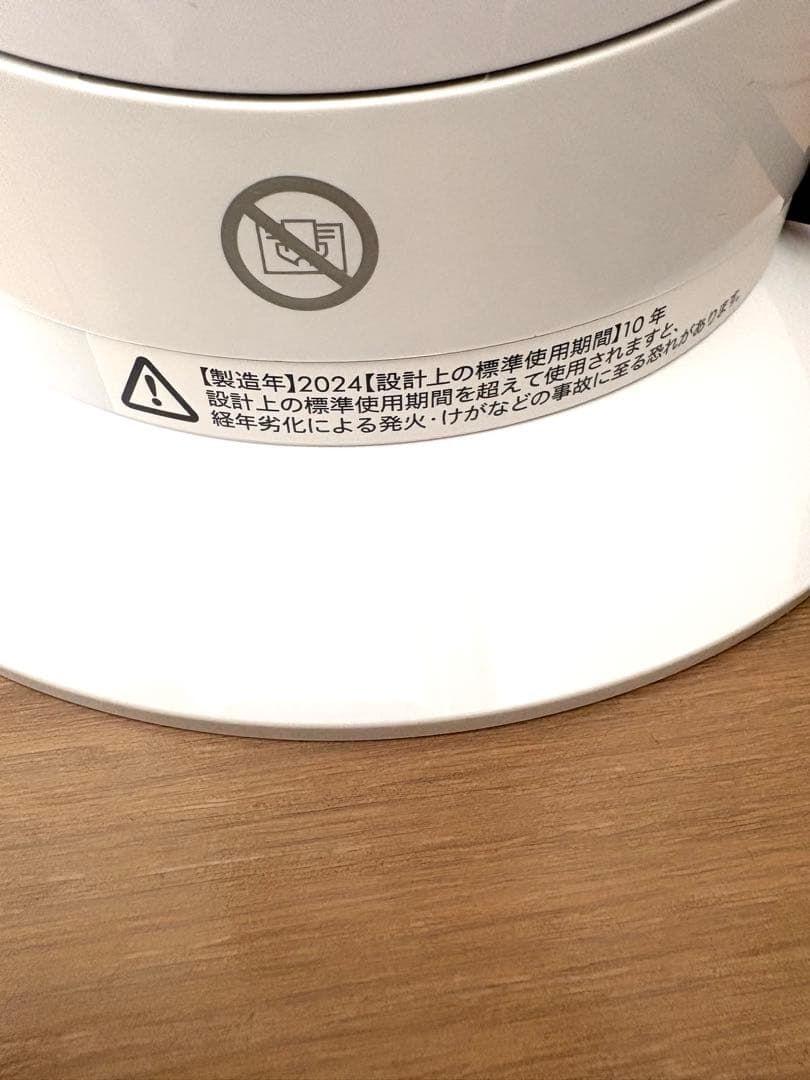 【製造年】2024【設計上の標準使用期間】10 年
設計上の標準使用期間を超えて使用されますと、
経年劣化による発火・けがなどの事故に至る恐れがあります。